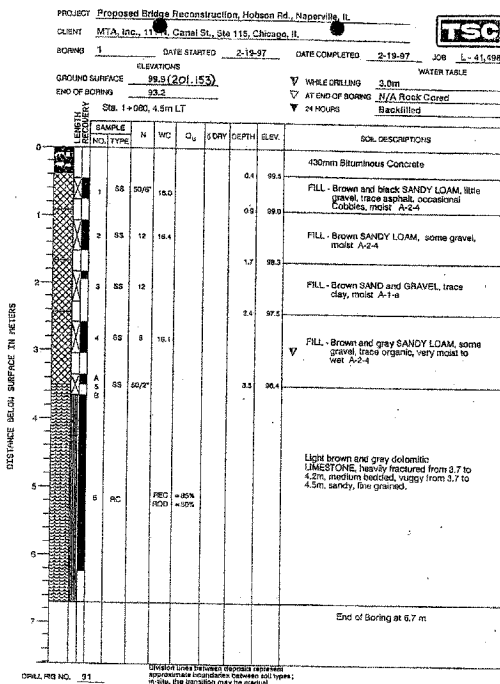 PROJECT Proposed Bridge Reconstruction, Hobson Rd., Naperville, IL
CLIENT MTA, Inc., Canal St., Ste 115, Chicago, IL
TSC
BORING 1 DATE STARTED 2-19-97 DATE COMPLETED 2-19-97 JOB L-41,498
ELEVATIONS
WATER TABLE
GROUND SURFACE 99.9 (201.153)
WHILE DRILLING 3.0m
END OF BORING 93.2
AT END OF BORING N/A Rock Cored
24 HOURS Backfilled
Sta. 1+080, 4.5m LT
LENGTH RECOVERY SAMPLE NO. TYPE N WC Qu δ DRY DEPTH ELEV. SOIL DESCRIPTIONS
DISTANCE BELOW SURFACE IN METERS
0
430mm Bituminous Concrete
0.4 99.5
1 SS 50/6" 15.0
FILL - Brown and black SANDY LOAM, little
gravel, trace asphalt, occasional
Cobbles, moist A-2-4
0.9 99.0
1
2 SS 12 16.4
FILL - Brown SANDY LOAM, some gravel,
moist A-2-4
1.7 98.3
2
3 SS 12
FILL - Brown SAND and GRAVEL, trace
clay, moist A-1-a
2.4 97.5
4 SS 8 16.1
FILL - Brown and gray SANDY LOAM, some
gravel, trace organic, very moist to
wet A-2-4
3
A
5 SS 50/2"
B
3.5 96.4
4
Light brown and gray dolomitic
LIMESTONE, heavily fractured from 3.7 to
4.2m, medium bedded, vuggy from 3.7 to
4.5m, sandy, fine grained.
5
6 RC REC =85%
RQD =50%
6
End of Boring at 6.7 m
7
DRILL RIG NO. 91
Division lines between deposits represent
approximate boundaries between soil types;
in-situ, the transition may be gradual.